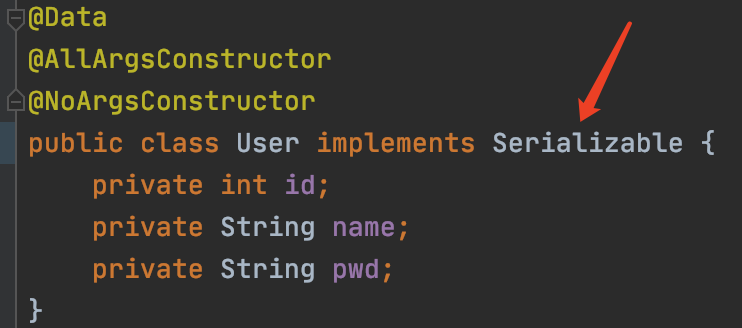 @Data
@AllArgsConstructor
@NoArgsConstructor
public class User implements Serializable {
    private int id;
    private String name;
    private String pwd;
}